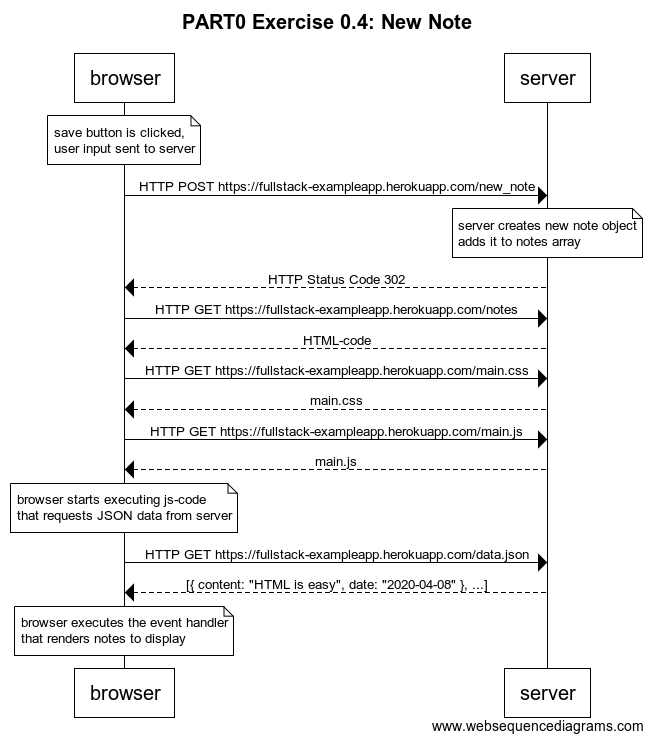 PART0 Exercise 0.4: New Note
browser
server
save button is clicked,
user input sent to server
HTTP POST https://fullstack-exampleapp.herokuapp.com/new_note
server creates new note object
adds it to notes array
HTTP Status Code 302
HTTP GET https://fullstack-exampleapp.herokuapp.com/notes
HTML-code
HTTP GET https://fullstack-exampleapp.herokuapp.com/main.css
main.css
HTTP GET https://fullstack-exampleapp.herokuapp.com/main.js
main.js
browser starts executing js-code
that requests JSON data from server
HTTP GET https://fullstack-exampleapp.herokuapp.com/data.json
[{ content: "HTML is easy", date: "2020-04-08" }, ...]
browser executes the event handler
that renders notes to display
browser
server
www.websequencediagrams.com